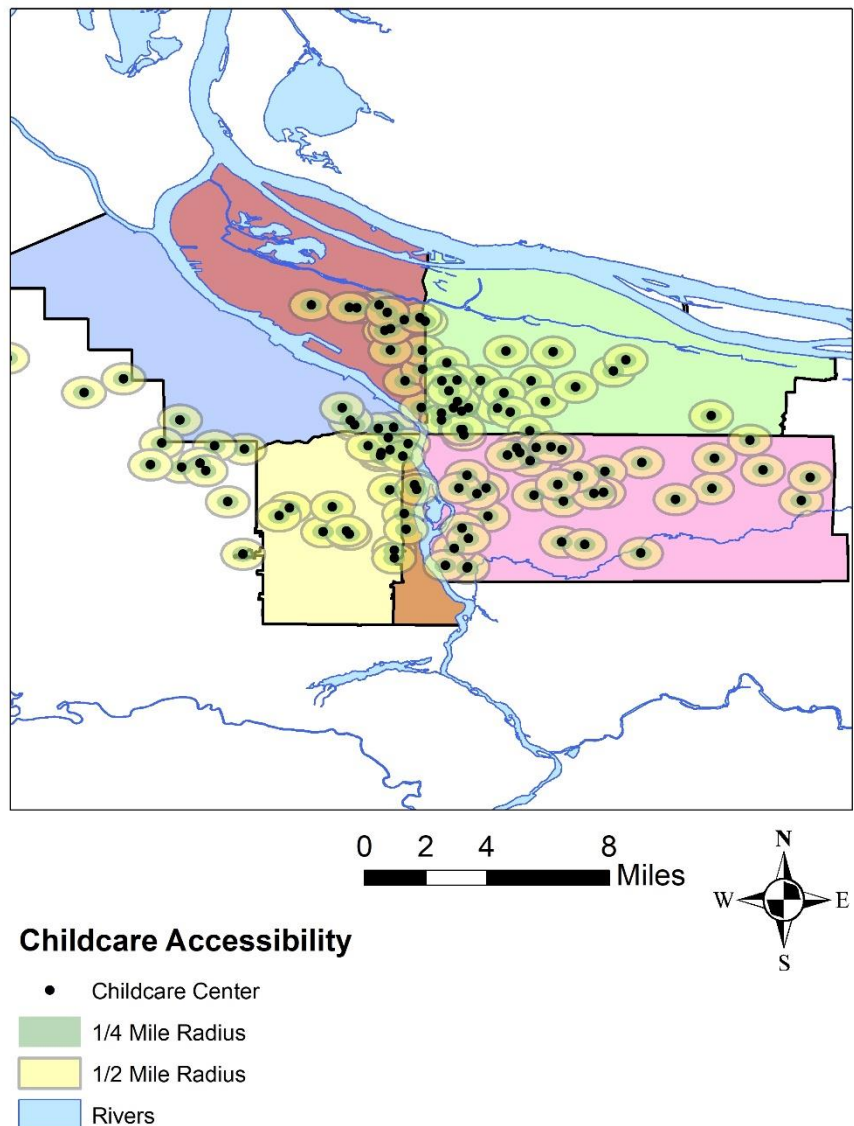 0 2 4 8
Miles
N
W E
S
Childcare Accessibility
Childcare Center
1/4 Mile Radius
1/2 Mile Radius
Rivers